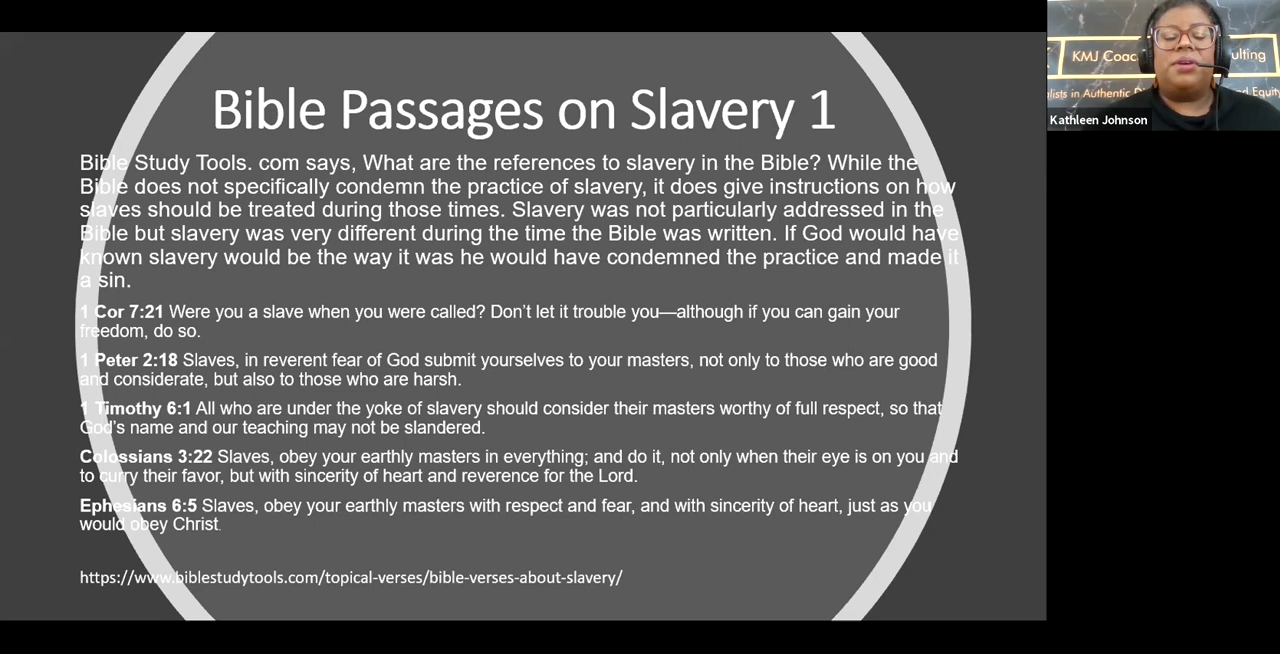 Bible Passages on Slavery 1
Bible Study Tools. com says, What are the references to slavery in the Bible? While the
Bible does not specifically condemn the practice of slavery, it does give instructions on how
slaves should be treated during those times. Slavery was not particularly addressed in the
Bible but slavery was very different during the time the Bible was written. If God would have
known slavery would be the way it was he would have condemned the practice and made it
a sin.
1 Cor 7:21 Were you a slave when you were called? Don’t let it trouble you—although if you can gain your
freedom, do so.
1 Peter 2:18 Slaves, in reverent fear of God submit yourselves to your masters, not only to those who are good
and considerate, but also to those who are harsh.
1 Timothy 6:1 All who are under the yoke of slavery should consider their masters worthy of full respect, so that
God’s name and our teaching may not be slandered.
Colossians 3:22 Slaves, obey your earthly masters in everything; and do it, not only when their eye is on you and
to curry their favor, but with sincerity of heart and reverence for the Lord.
Ephesians 6:5 Slaves, obey your earthly masters with respect and fear, and with sincerity of heart, just as you
would obey Christ.
https://www.biblestudytools.com/topical-verses/bible-verses-about-slavery/
KMJ Coac ulting
alists in Authentic Di d Equity
Kathleen Johnson